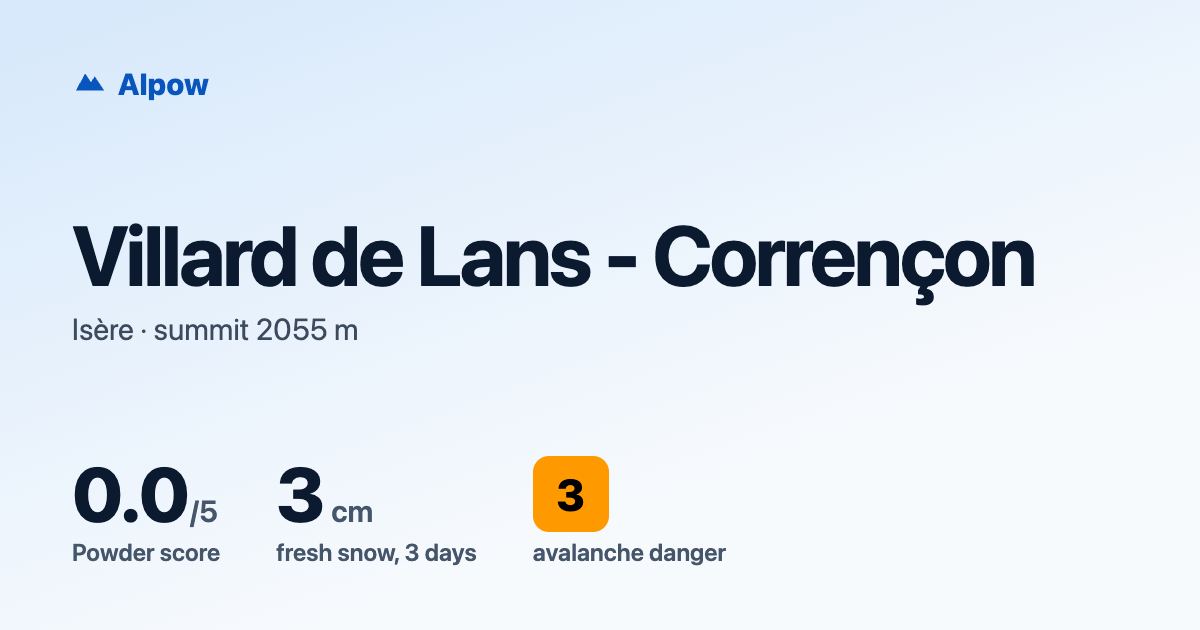 Alpow
Villard de Lans - Corrençon
Isère · summit 2055 m
0.0/5 3 cm 3
Powder score fresh snow, 3 days avalanche danger